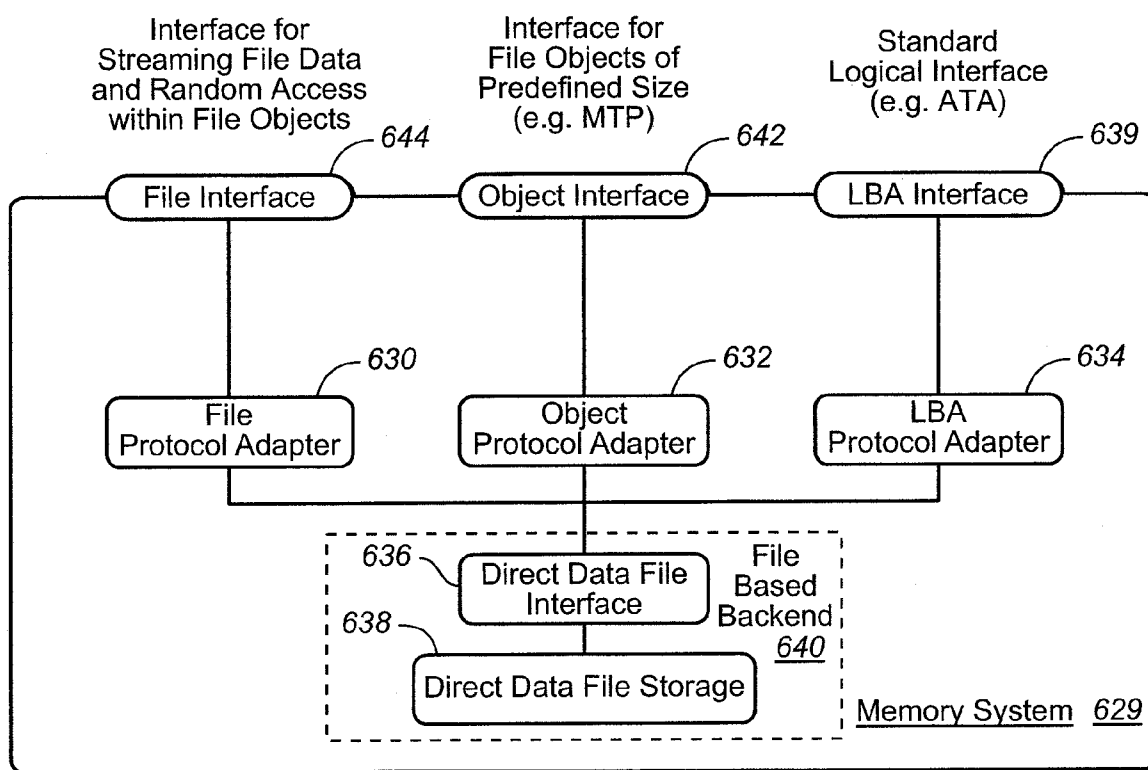 Interface for
Streaming File Data
and Random Access
within File Objects
Interface for
File Objects of
Predefined Size
(e.g. MTP)
Standard
Logical Interface
(e.g. ATA)
644
642
639
File Interface
Object Interface
LBA Interface
630
632
634
File
Protocol Adapter
Object
Protocol Adapter
LBA
Protocol Adapter
636
Direct Data File
Interface
File
Based
Backend
640
638
Direct Data File Storage
Memory System 629